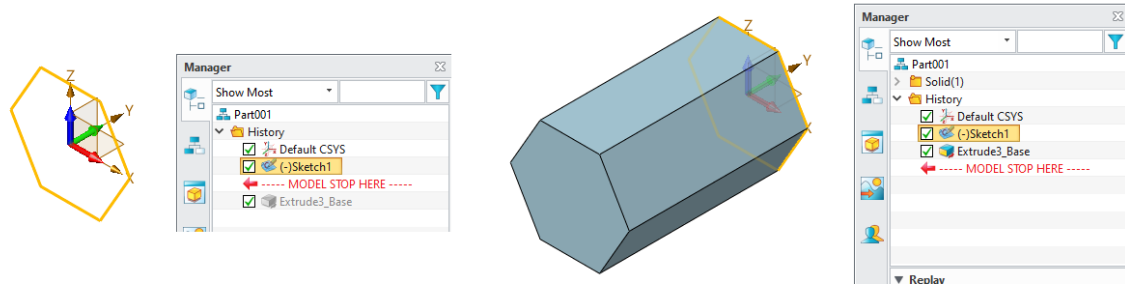 Z
Y
X
Manager
Show Most
Part001
History
Default CSYS
(-)Sketch1
----- MODEL STOP HERE -----
Extrude3_Base
Z
Y
X
Manager
Show Most
Part001
Solid(1)
History
Default CSYS
(-)Sketch1
Extrude3_Base
----- MODEL STOP HERE -----
Replay